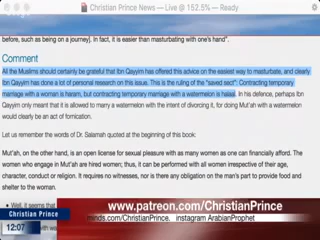 Christian Prince News — Live @ 152.5% — Ready
before, such as being on a journey]. In fact, it is easier than masturbating with one's hand".
Comment
All the Muslims should certainly be grateful that Ibn Qayyim has offered this advice on the easiest way to masturbate, and clearly
Ibn Qayyim has done a lot of personal research on this issue. This is the ruling of the "saved sect": Contracting temporary
marriage with a woman is haram, but contracting temporary marriage with a watermelon is halaal. In his defence, perhaps Ibn
Qayyim only meant that it is allowed to marry a watermelon with the intent of divorcing it, for doing Mut'ah with a watermelon
would clearly be an act of fornication.
Let us remember the words of Dr. Salamah quoted at the beginning of this book:
Mut'ah, on the other hand, is an open license for sexual pleasure with as many women as one can financially afford. The
women who engage in Mut'ah are hired women; thus, it can be performed with all women irrespective of their age,
character, conduct or religion. It requires no witnesses, nor is there any obligation on the man's part to provide food and
shelter to the woman.
• Well, it seems that
www.patreon.com/ChristianPrince
Christian Prince
12:07
minds.com/ChristianPrince. instagram ArabianProphet